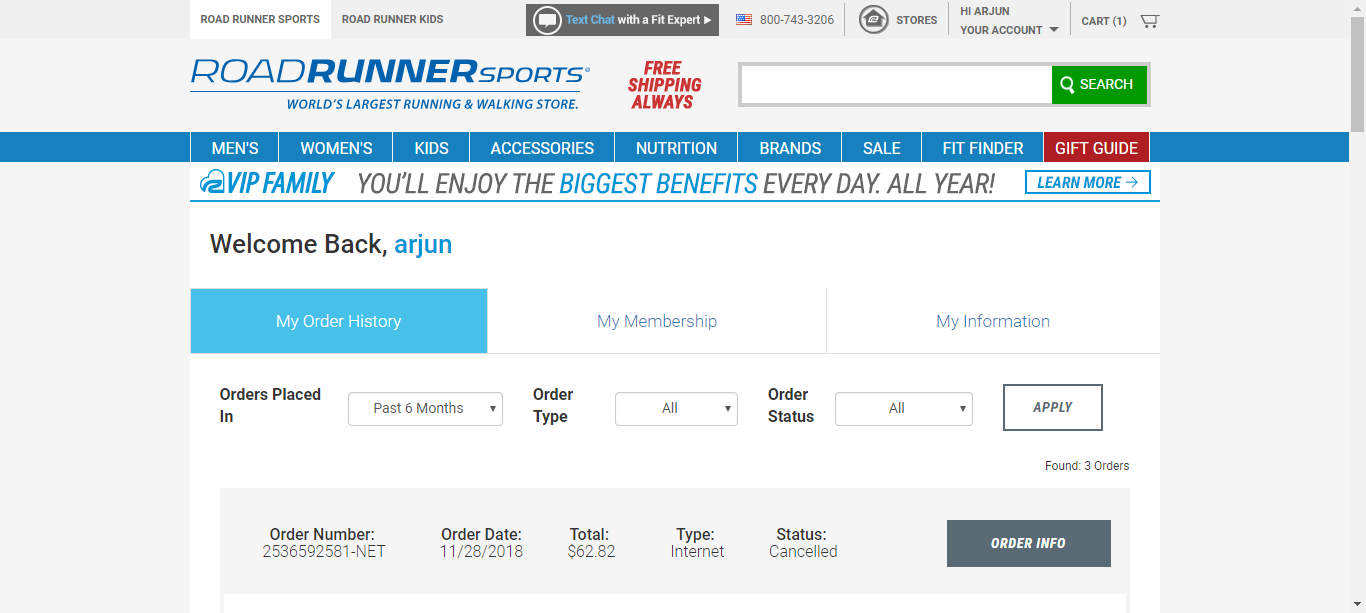 ROAD RUNNER SPORTS
ROAD RUNNER KIDS
Text Chat with a Fit Expert ▸
800-743-3206
STORES
HI ARJUN
YOUR ACCOUNT
CART (1)
ROADRUNNERSPORTS®
WORLD'S LARGEST RUNNING & WALKING STORE.
FREE
SHIPPING
ALWAYS
SEARCH
MEN'S
WOMEN'S
KIDS
ACCESSORIES
NUTRITION
BRANDS
SALE
FIT FINDER
GIFT GUIDE
VIP FAMILY
YOU'LL ENJOY THE BIGGEST BENEFITS EVERY DAY. ALL YEAR!
LEARN MORE →
Welcome Back, arjun
My Order History
My Membership
My Information
Orders Placed
In
Past 6 Months
Order
Type
All
Order
Status
All
APPLY
Found: 3 Orders
Order Number:
2536592581-NET
Order Date:
11/28/2018
Total:
$62.82
Type:
Internet
Status:
Cancelled
ORDER INFO